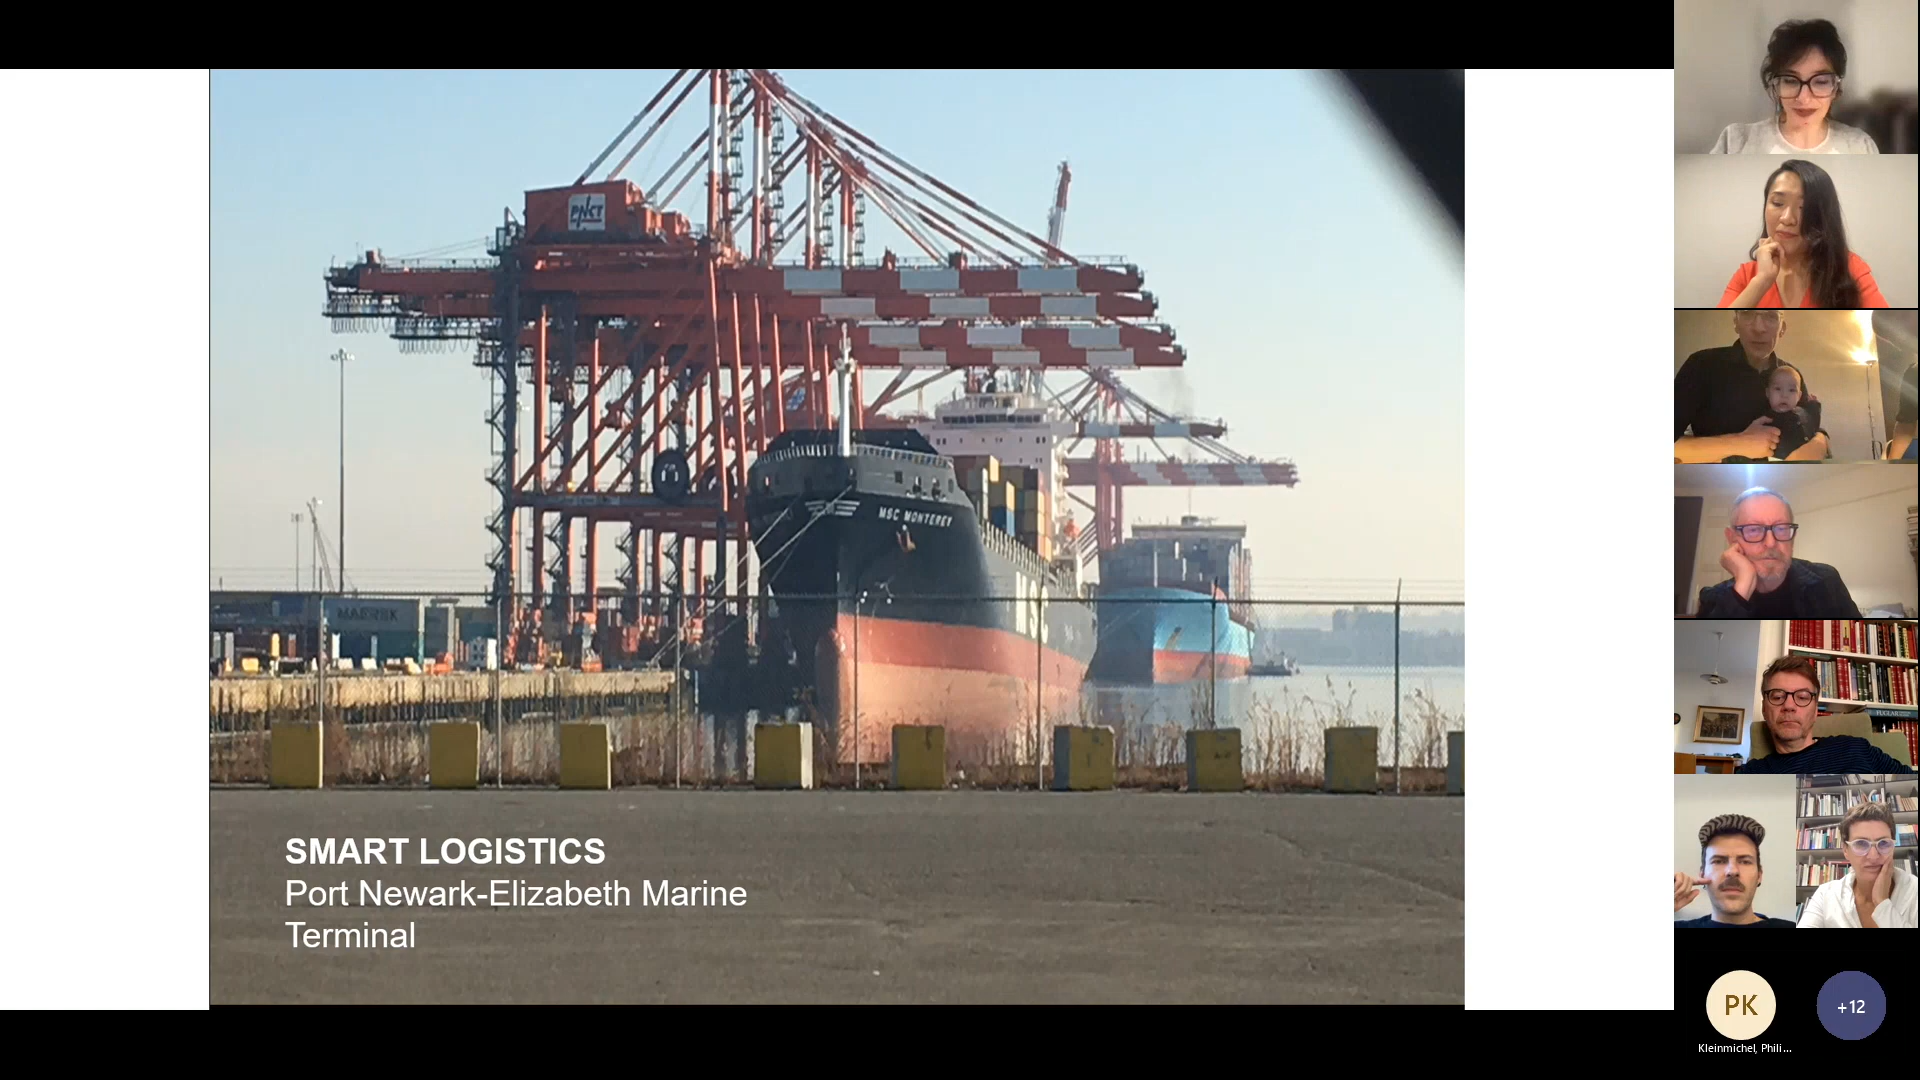 PNCT
MSC MONTEREY
MAERSK
MSC
SMART LOGISTICS
Port Newark-Elizabeth Marine
Terminal
PK
+12
Kleinmichel, Phili...